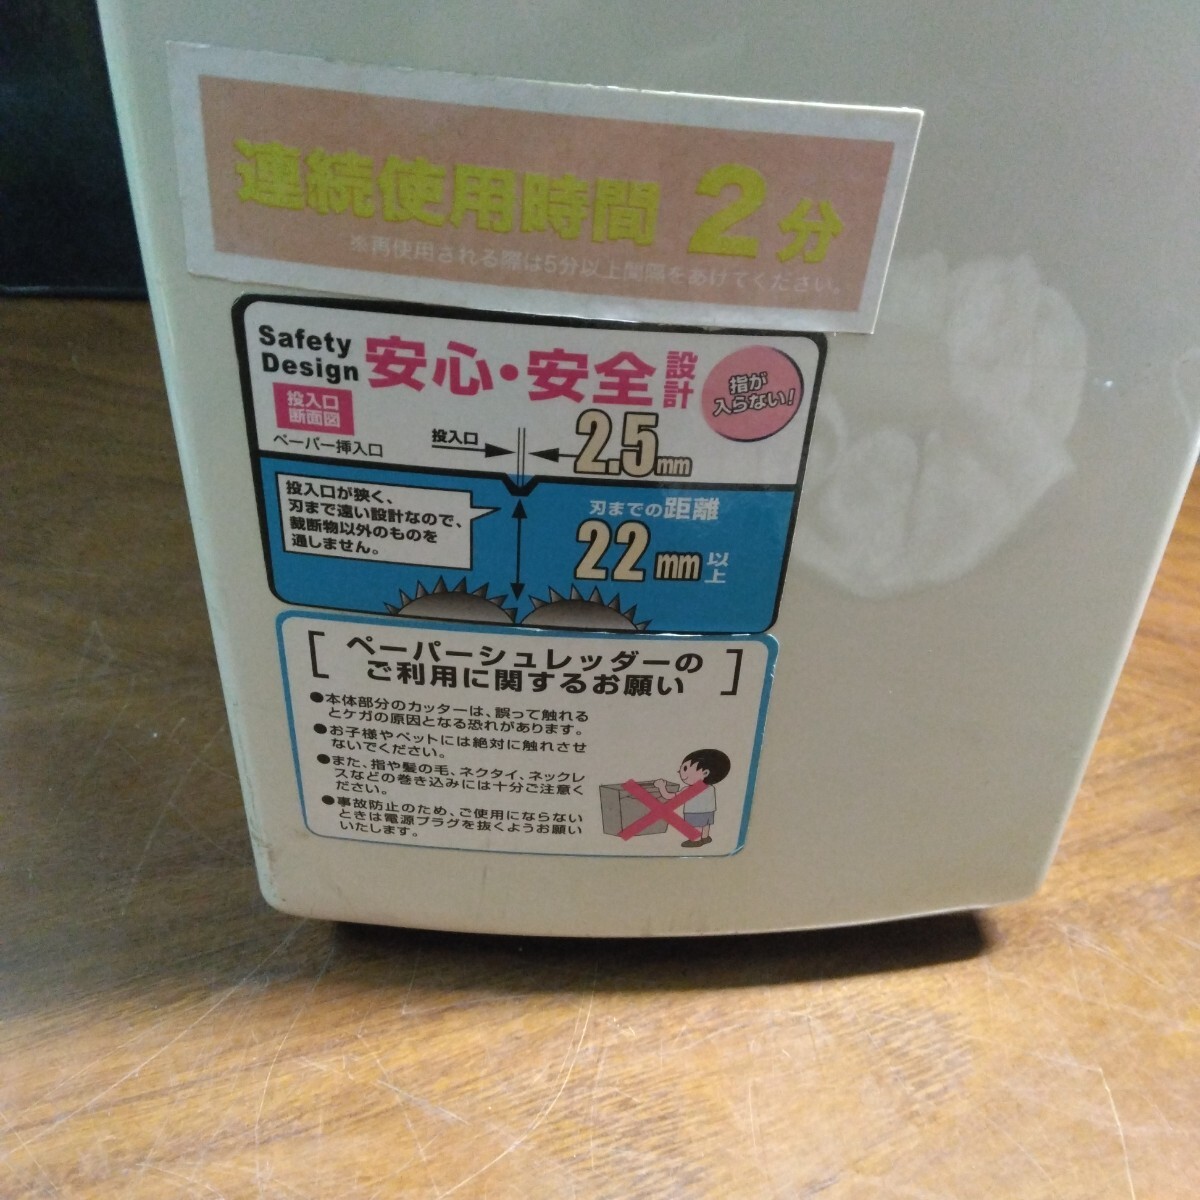 連続使用時間 2分
※再使用される際は5分以上間隔をあけてください。
Safety
Design
安心・安全
設計
指が
入らない!
投入口
断面図
ペーパー挿入口
投入口
2.5mm
投入口が狭く、
刃まで遠い設計なので、
裁断物以外のものを
通しません。
刃までの距離
22mm以上
ペーパーシュレッダーの
ご利用に関するお願い
●本体部分のカッターは、誤って触れる
とケガの原因となる恐れがあります。
●お子様やペットには絶対に触れさせ
ないでください。
●また、指や髪の毛、ネクタイ、ネックレ
スなどの巻き込みには十分ご注意く
ださい。
●事故防止のため、ご使用にならない
ときは電源プラグを抜くようお願い
いたします。